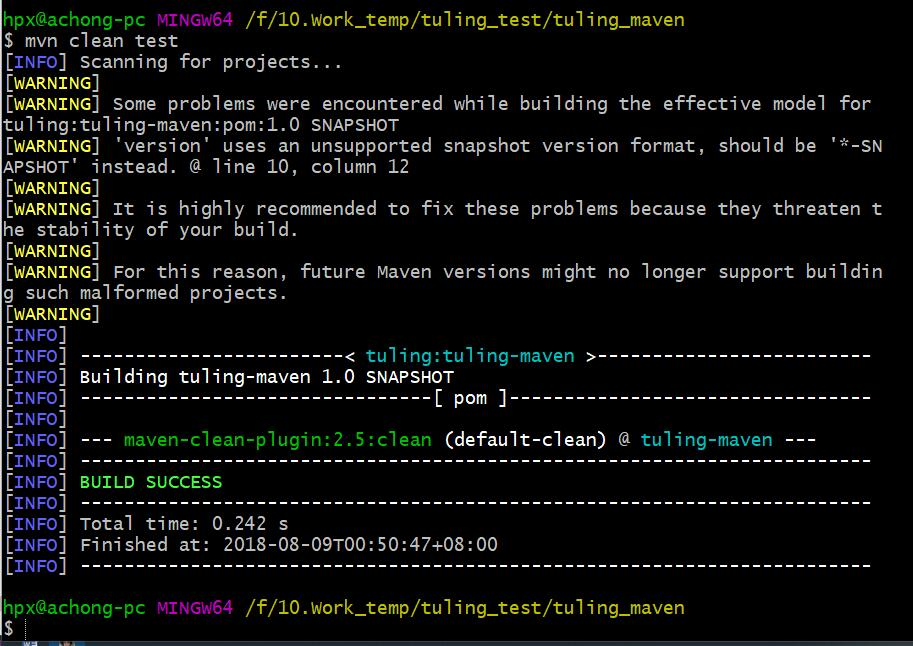 hpx@achong-pc MINGW64 /f/10.Work_temp/tuling_test/tuling_maven
$ mvn clean test
[INFO] Scanning for projects...
[WARNING]
[WARNING] Some problems were encountered while building the effective model for
tuling:tuling-maven:pom:1.0 SNAPSHOT
[WARNING] 'version' uses an unsupported snapshot version format, should be '*-SN
APSHOT' instead. @ line 10, column 12
[WARNING]
[WARNING] It is highly recommended to fix these problems because they threaten t
he stability of your build.
[WARNING]
[WARNING] For this reason, future Maven versions might no longer support buildin
g such malformed projects.
[WARNING]
[INFO]
[INFO] ------------------------< tuling:tuling-maven >-------------------------
[INFO] Building tuling-maven 1.0 SNAPSHOT
[INFO] --------------------------------[ pom ]---------------------------------
[INFO]
[INFO] --- maven-clean-plugin:2.5:clean (default-clean) @ tuling-maven ---
[INFO] ------------------------------------------------------------------------
[INFO] BUILD SUCCESS
[INFO] ------------------------------------------------------------------------
[INFO] Total time: 0.242 s
[INFO] Finished at: 2018-08-09T00:50:47+08:00
[INFO] ------------------------------------------------------------------------
hpx@achong-pc MINGW64 /f/10.Work_temp/tuling_test/tuling_maven
$